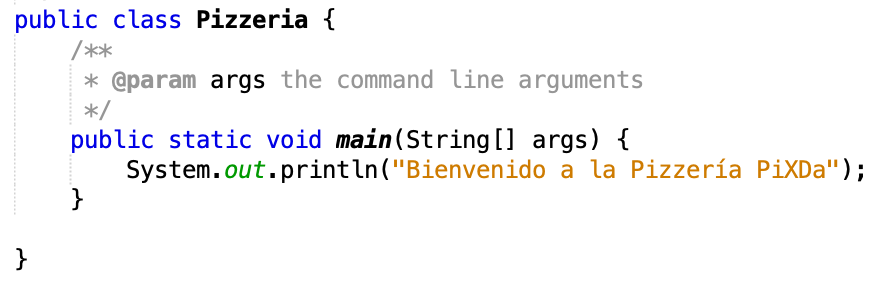 public class Pizzeria {
    /**
     * @param args the command line arguments
     */
    public static void main(String[] args) {
        System.out.println("Bienvenido a la Pizzería PiXDa");
    }

}